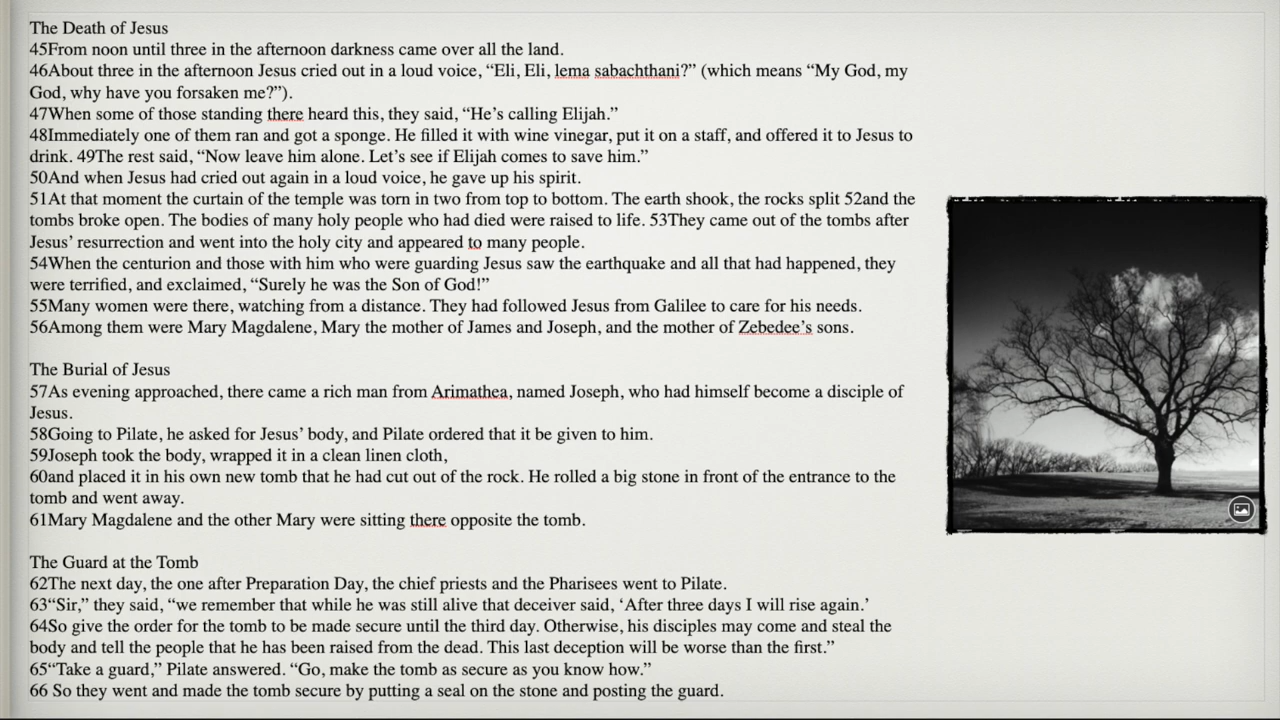 The Death of Jesus
45From noon until three in the afternoon darkness came over all the land.
46About three in the afternoon Jesus cried out in a loud voice, “Eli, Eli, lema sabachthani?” (which means “My God, my
God, why have you forsaken me?”).
47When some of those standing there heard this, they said, “He’s calling Elijah.”
48Immediately one of them ran and got a sponge. He filled it with wine vinegar, put it on a staff, and offered it to Jesus to
drink. 49The rest said, “Now leave him alone. Let’s see if Elijah comes to save him.”
50And when Jesus had cried out again in a loud voice, he gave up his spirit.
51At that moment the curtain of the temple was torn in two from top to bottom. The earth shook, the rocks split 52and the
tombs broke open. The bodies of many holy people who had died were raised to life. 53They came out of the tombs after
Jesus’ resurrection and went into the holy city and appeared to many people.
54When the centurion and those with him who were guarding Jesus saw the earthquake and all that had happened, they
were terrified, and exclaimed, “Surely he was the Son of God!”
55Many women were there, watching from a distance. They had followed Jesus from Galilee to care for his needs.
56Among them were Mary Magdalene, Mary the mother of James and Joseph, and the mother of Zebedee’s sons.
The Burial of Jesus
57As evening approached, there came a rich man from Arimathea, named Joseph, who had himself become a disciple of
Jesus.
58Going to Pilate, he asked for Jesus’ body, and Pilate ordered that it be given to him.
59Joseph took the body, wrapped it in a clean linen cloth,
60and placed it in his own new tomb that he had cut out of the rock. He rolled a big stone in front of the entrance to the
tomb and went away.
61Mary Magdalene and the other Mary were sitting there opposite the tomb.
The Guard at the Tomb
62The next day, the one after Preparation Day, the chief priests and the Pharisees went to Pilate.
63“Sir,” they said, “we remember that while he was still alive that deceiver said, ‘After three days I will rise again.’
64So give the order for the tomb to be made secure until the third day. Otherwise, his disciples may come and steal the
body and tell the people that he has been raised from the dead. This last deception will be worse than the first.”
65“Take a guard,” Pilate answered. “Go, make the tomb as secure as you know how.”
66 So they went and made the tomb secure by putting a seal on the stone and posting the guard.